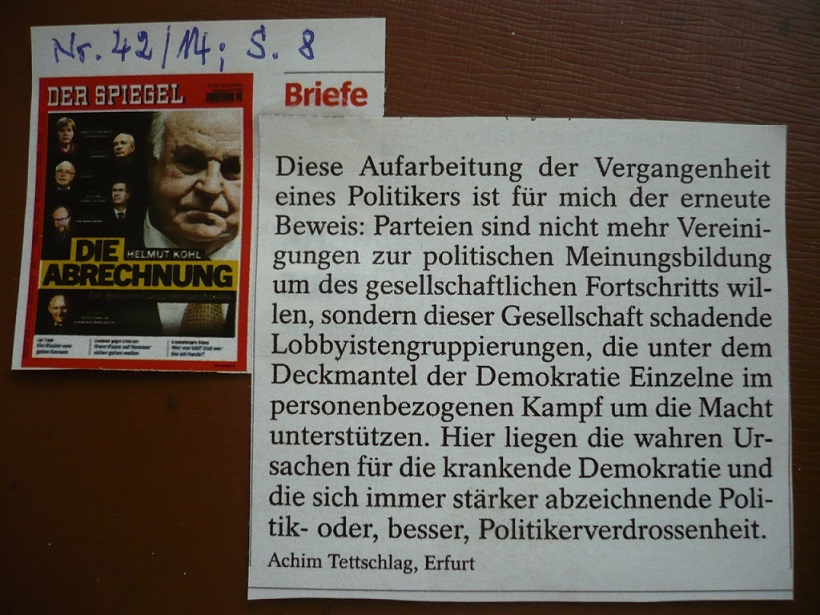 Nr. 42/14; S. 8
DER SPIEGEL
Briefe
DIE HELMUT KOHL
ABRECHNUNG
Diese Aufarbeitung der Vergangenheit
eines Politikers ist für mich der erneute
Beweis: Parteien sind nicht mehr Vereini-
gungen zur politischen Meinungsbildung
um des gesellschaftlichen Fortschritts wil-
len, sondern dieser Gesellschaft schadende
Lobbyistengruppierungen, die unter dem
Deckmantel der Demokratie Einzelne im
personenbezogenen Kampf um die Macht
unterstützen. Hier liegen die wahren Ur-
sachen für die krankende Demokratie und
die sich immer stärker abzeichnende Poli-
tik- oder, besser, Politikerverdrossenheit.
Achim Tettschlag, Erfurt